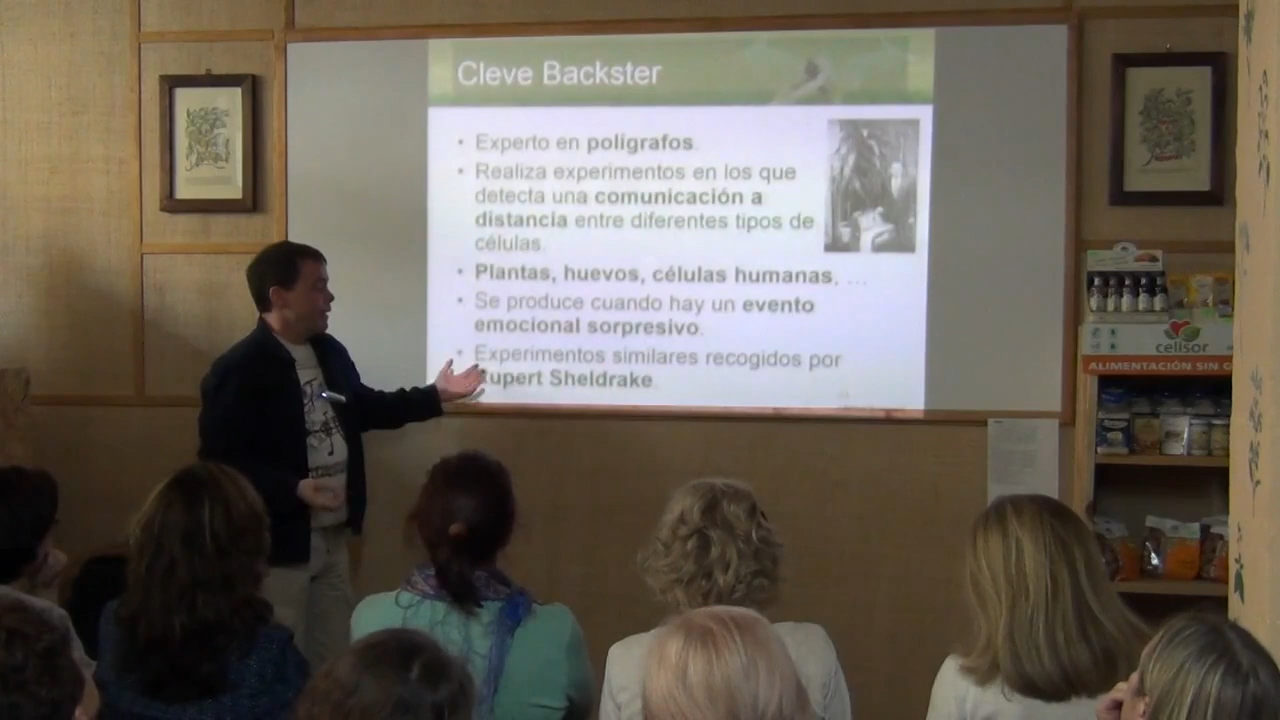 Cleve Backster
• Experto en polígrafos.
• Realiza experimentos en los que
detecta una comunicación a
distancia entre diferentes tipos de
células.
• Plantas, huevos, células humanas, …
• Se produce cuando hay un evento
emocional sorpresivo.
• Experimentos similares recogidos por
Rupert Sheldrake
celisor
ALIMENTACIÓN SIN